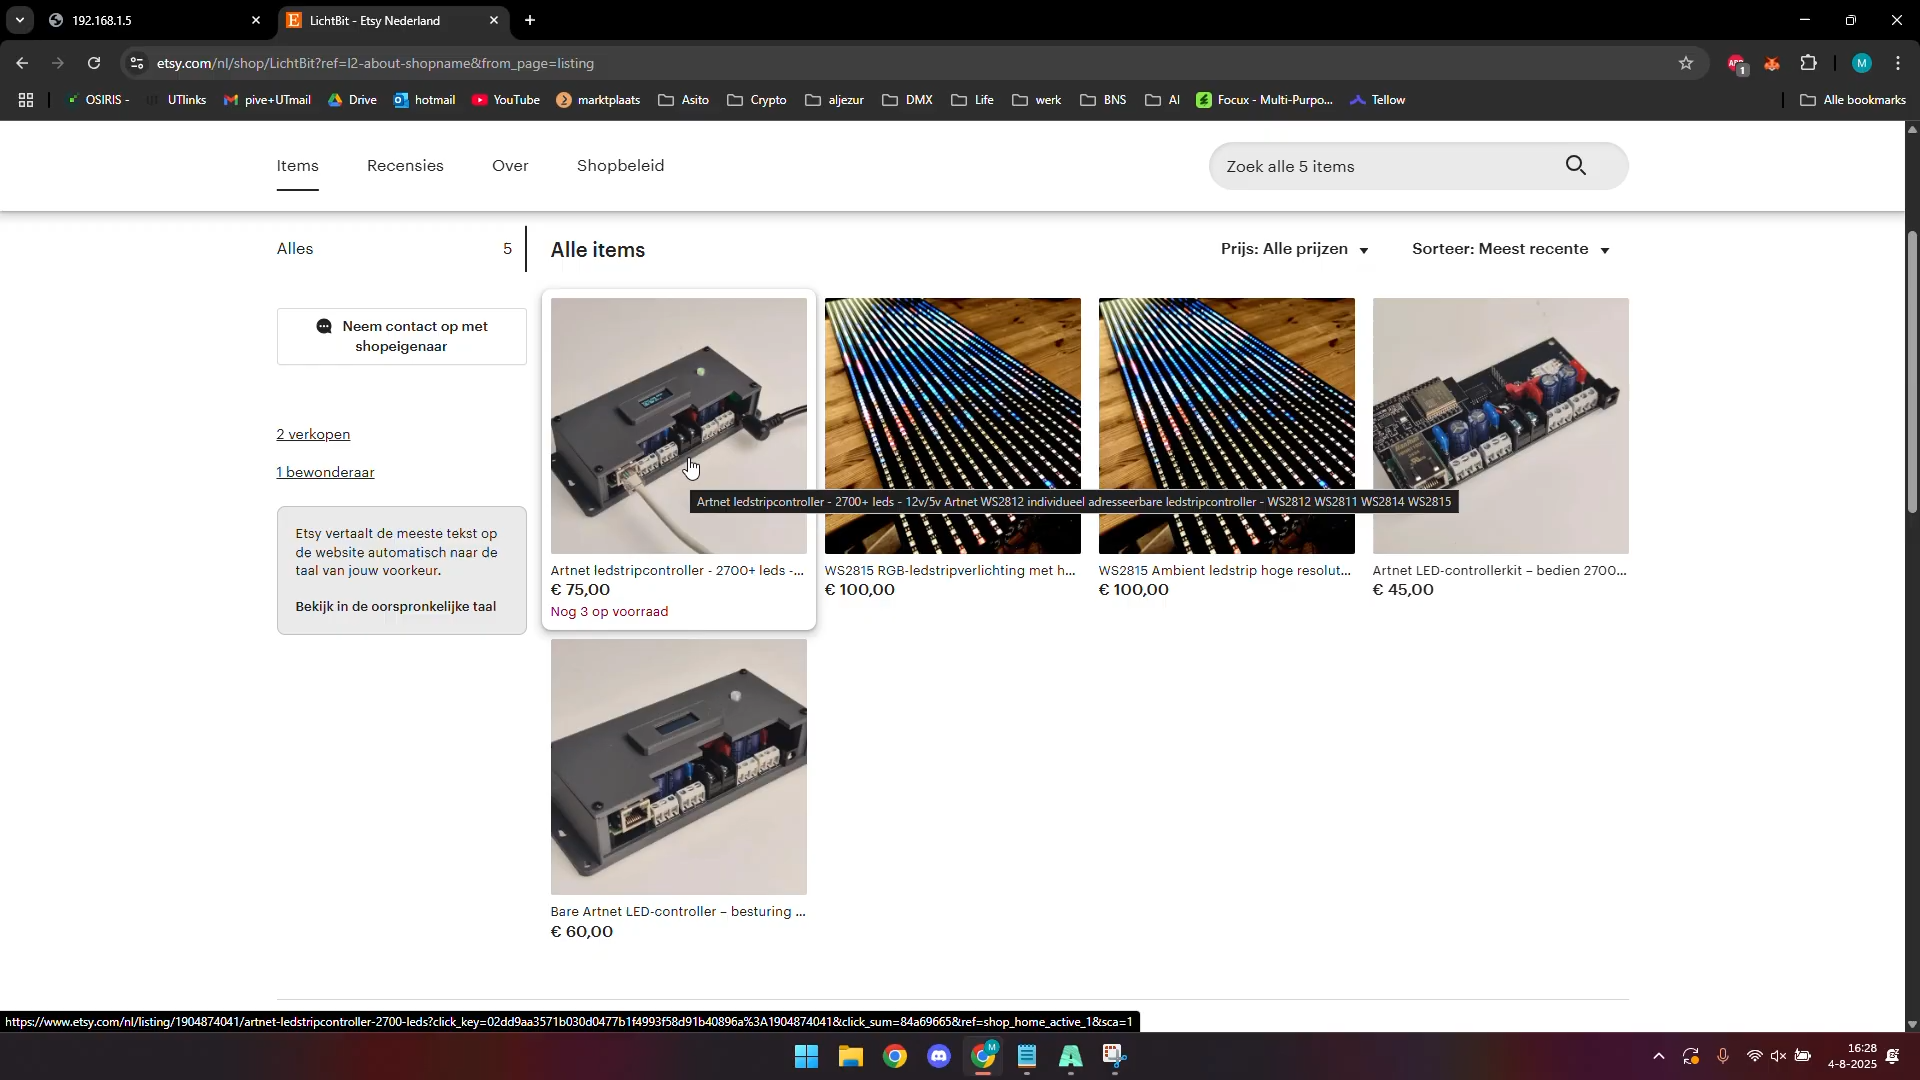 192.168.1.5
LichtBit - Etsy Nederland
etsy.com/nl/shop/LichtBit?ref=l2-about-shopname&from_page=listing
ABP
1
M
OSIRIS -
UTlinks
pive+UTmail
Drive
hotmail
YouTube
marktplaats
Asito
Crypto
aljezur
DMX
Life
werk
BNS
AI
Focux - Multi-Purpo...
Tellow
Alle bookmarks
Items
Recensies
Over
Shopbeleid
Zoek alle 5 items
Alles 5
Alle items
Prijs: Alle prijzen
Sorteer: Meest recente
Neem contact op met
shopeigenaar
2 verkopen
1 bewonderaar
Etsy vertaalt de meeste tekst op
de website automatisch naar de
taal van jouw voorkeur.
Bekijk in de oorspronkelijke taal
Artnet ledstripcontroller - 2700+ leds - 12v/5v Artnet WS2812 individueel adresseerbare ledstripcontroller - WS2812 WS2811 WS2814 WS2815
Artnet ledstripcontroller - 2700+ leds -...
€ 75,00
Nog 3 op voorraad
WS2815 RGB-ledstripverlichting met h...
€ 100,00
WS2815 Ambient ledstrip hoge resolut...
€ 100,00
Artnet LED-controllerkit – bedien 2700...
€ 45,00
Bare Artnet LED-controller – besturing ...
€ 60,00
https://www.etsy.com/nl/listing/1904874041/artnet-ledstripcontroller-2700-leds?click_key=02dd9aa3571b030d0477b1f4993f58d91b40896a%3A1904874041&click_sum=84a69665&ref=shop_home_active_1&sca=1
M
16:28
4-8-2025